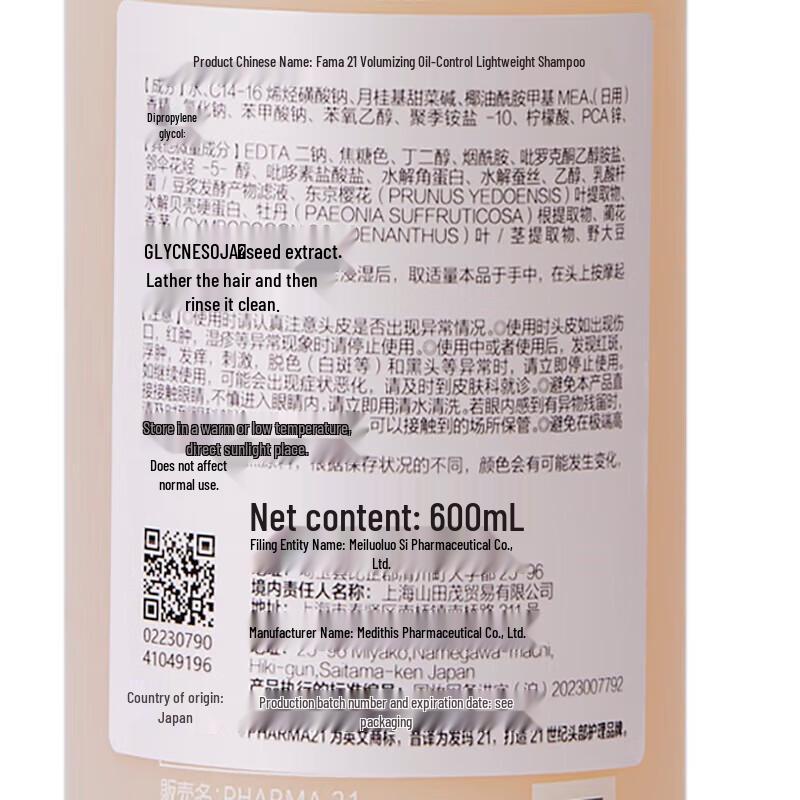 Product Chinese Name: Fama 21 Volumizing Oil-Control Lightweight Shampoo
【成分】水、C14-16 烯烃磺酸钠、月桂基甜菜碱、椰油酰胺甲基 MEA、(日用)
香精、氯化钠、苯甲酸钠、苯氧乙醇、聚季铵盐 -10、柠檬酸、PCA 锌、
Dipropylene
glycol:
EDTA 二钠、焦糖色、丁二醇、烟酰胺、吡罗克酮乙醇胺盐、
-5- 醇、吡哆素盐酸盐、水解角蛋白、水解蚕丝、乙醇、乳酸杆
菌 / 豆浆发酵产物滤液、东京樱花 ( PRUNUS YEDOENSIS ) 叶提取物、
水解贝壳硬蛋白、牡丹 ( PAEONIA SUFFRUTICOSA ) 根提取物、
OENANTHUS ) 叶 / 茎提取物、野大豆
GLYCNESOJA seed extract.
Lather the hair and then
浸湿后，取适量本品于手中，在头上按摩起
rinse it clean.
【注意】◎使用时请认真注意头皮是否出现异常情况。◎使用时头皮如出现伤
口，红肿，湿疹等异常现象时请停止使用。◎使用中或者使用后，发现红斑，
浮肿，发痒，刺激，脱色 ( 白斑等 ) 和黑头等异常时，请立即停止使用。
如继续使用，可能会出现症状恶化，请及时到皮肤科就诊。◎避免本产品直
接接触眼睛，不慎进入眼睛内，请立即用清水清洗。若眼内感到有异物残留时，
Store in a warm or low temperature,
可以接触到的场所保管。◎避免在极端高
direct sunlight place.
Does not affect
normal use.
根据保存状况的不同，颜色会有可能发生变化，
Net content: 600mL
Filing Entity Name: Meiluoluo Si Pharmaceutical Co.,
Ltd.
25-96
境内责任人名称：上海山田茂贸易有限公司
02230790
41049196
Manufacturer Name: Medithis Pharmaceutical Co., Ltd.
25-96 Miyako,Namegawa-machi,
Hiki-gun,Saitama-ken Japan
2023007792
Country of origin:
Japan
Production batch number and expiration date: see
packaging
PHARMA21 为英文商标，音译为发玛 21，打造 21 世纪头部护理品牌。
販売名：PHARMA 21